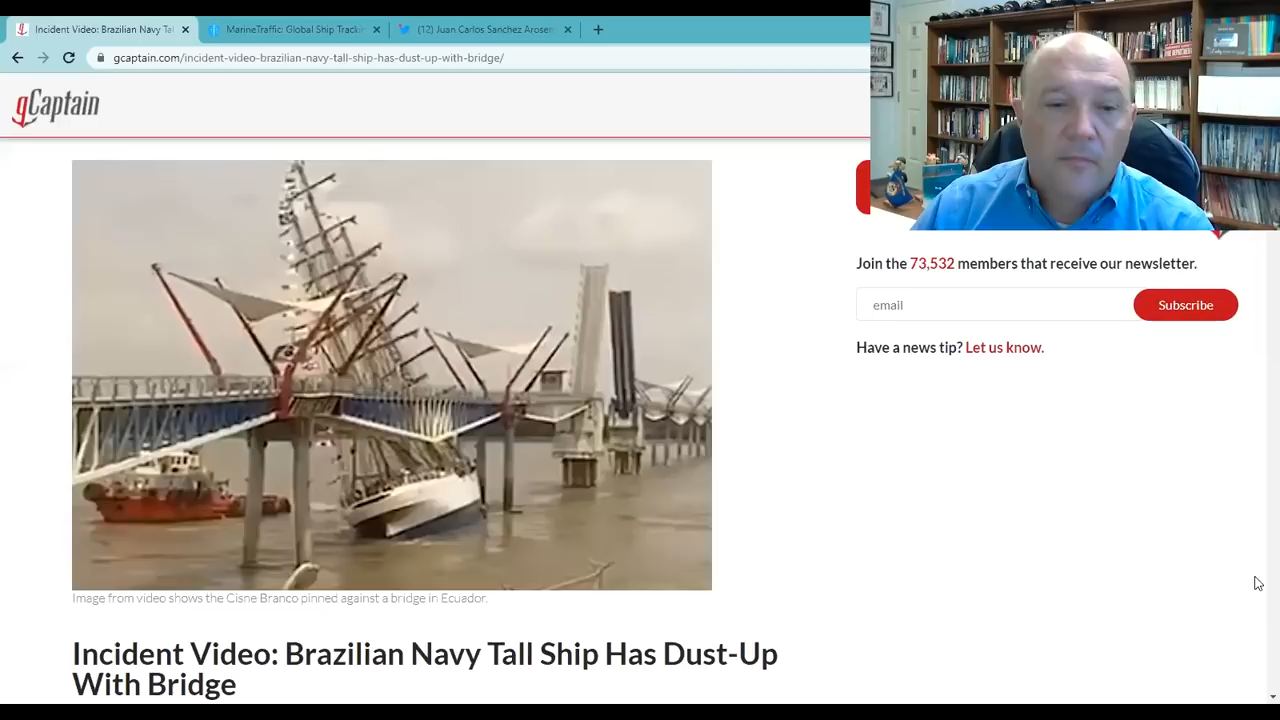 Incident Video: Brazilian Navy Ta
MarineTraffic: Global Ship Tracki
(12) Juan Carlos Sanchez Arosem
gcaptain.com/incident-video-brazilian-navy-tall-ship-has-dust-up-with-bridge/
gCaptain
Join the 73,532 members that receive our newsletter.
email
Subscribe
Have a news tip? Let us know.
Image from video shows the Cisne Branco pinned against a bridge in Ecuador.
Incident Video: Brazilian Navy Tall Ship Has Dust-Up
With Bridge